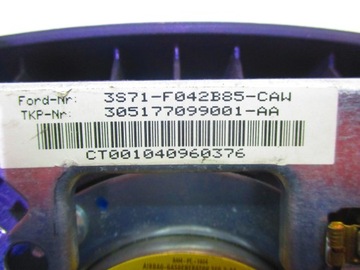 Ford-Nr: 3S71-F042B85-CAW
TKP-Nr: 305177099001-AA
CT001040960376